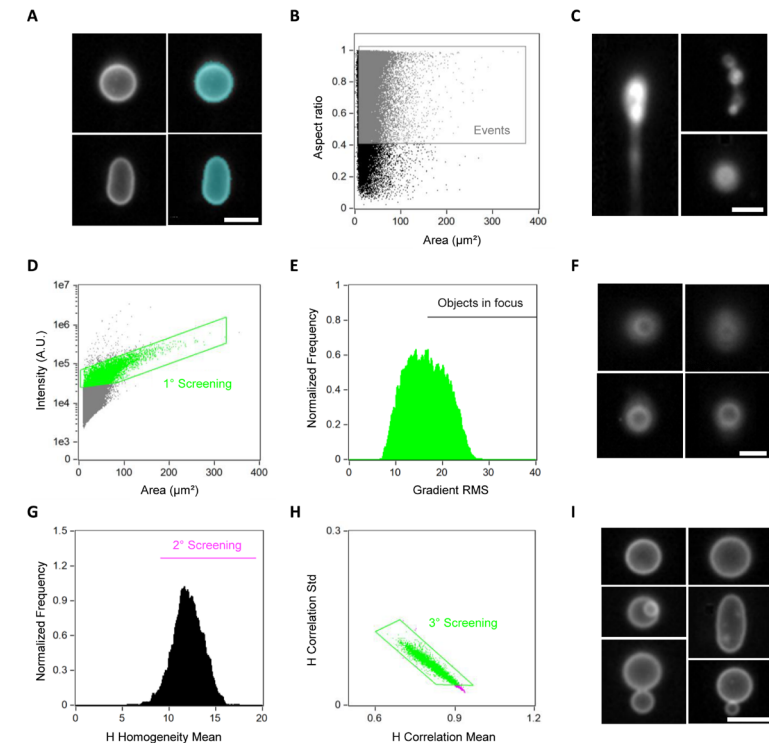 A
B
C
1
0.8
0.6
0.4
0.2
0
Aspect ratio
Events
0 100 200 300 400
Area (µm²)
D
E
F
1e7
1e6
1e5
1e4
1e3
0
Intensity (A.U.)
1° Screening
0 100 200 300 400
Area (µm²)
1
0.8
0.6
0.4
0.2
0
Normalized Frequency
Objects in focus
0 10 20 30 40
Gradient RMS
G
H
I
1.5
1.2
0.9
0.6
0.3
0
Normalized Frequency
2° Screening
0 5 10 15 20
H Homogeneity Mean
0.3
0
H Correlation Std
3° Screening
0.6 0.9 1.2
H Correlation Mean